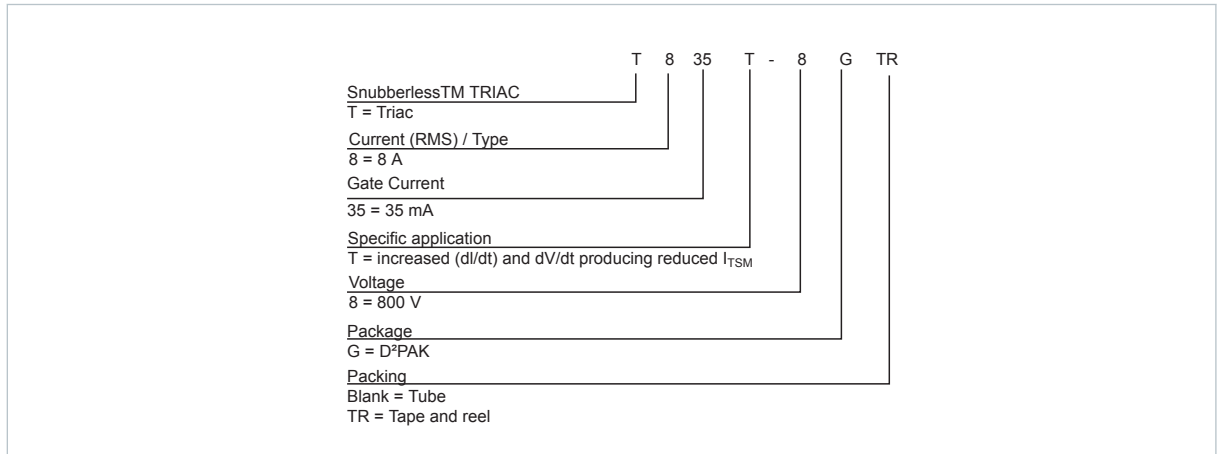 T 8 35 T - 8 G TR
SnubberlessTM TRIAC
T = Triac
Current (RMS) / Type
8 = 8 A
Gate Current
35 = 35 mA
Specific application
T = increased (dI/dt) and dV/dt producing reduced ITSM
Voltage
8 = 800 V
Package
G = D²PAK
Packing
Blank = Tube
TR = Tape and reel